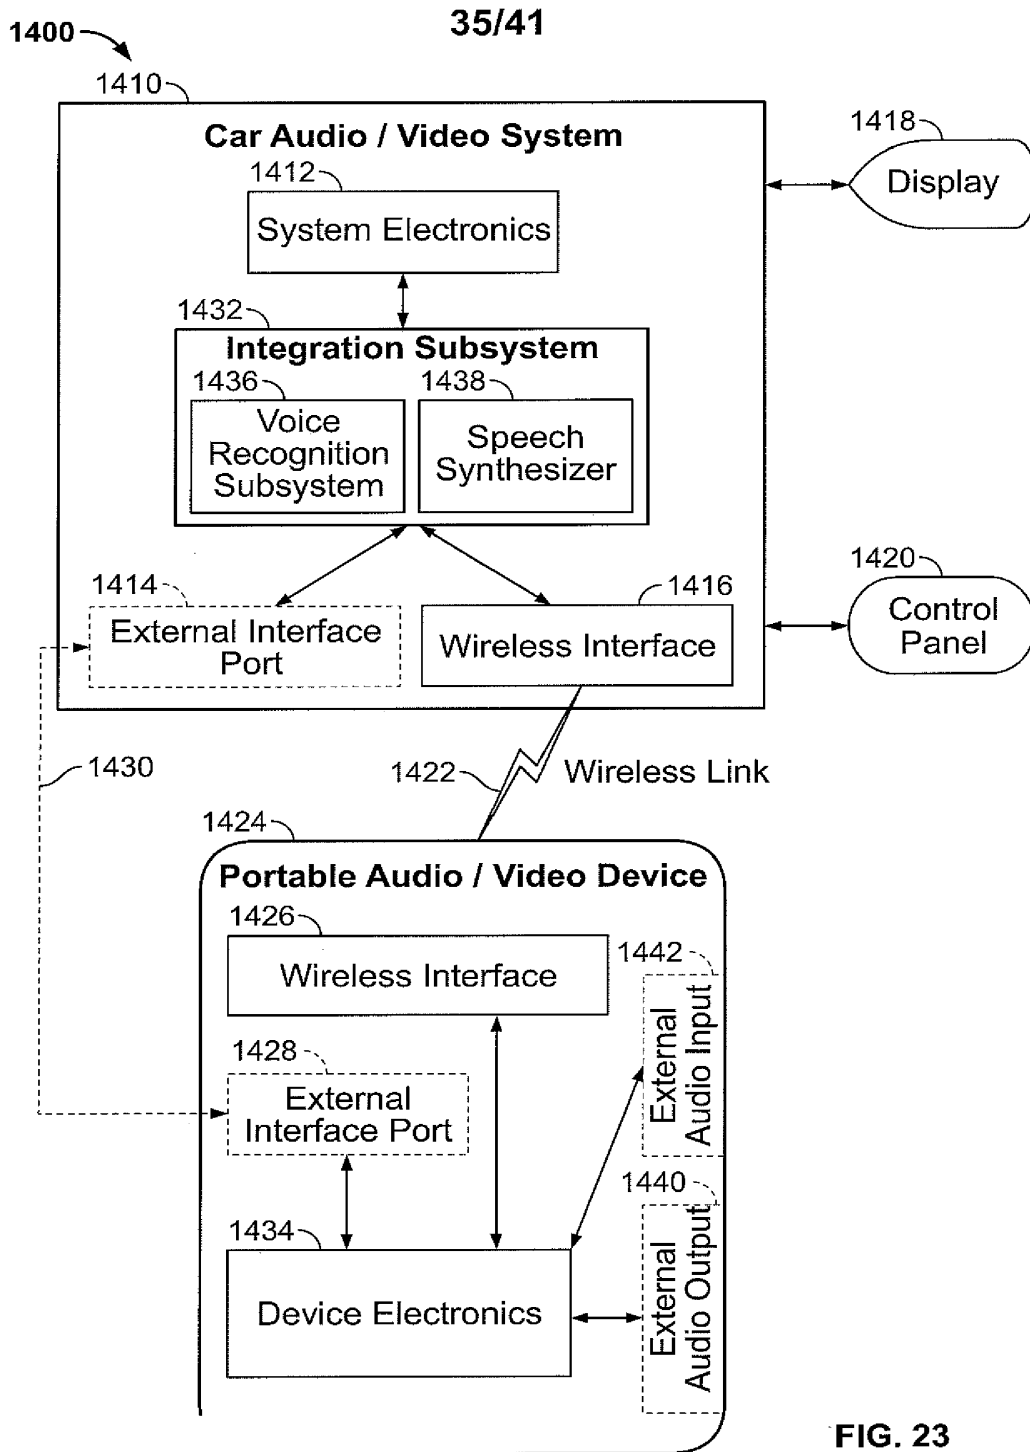 35/41
1400
1410
Car Audio / Video System
1412
System Electronics
1418
Display
1432
Integration Subsystem
1436
Voice
Recognition
Subsystem
1438
Speech
Synthesizer
1414
External Interface
Port
1416
Wireless Interface
1420
Control
Panel
1430
1422
Wireless Link
1424
Portable Audio / Video Device
1426
Wireless Interface
1442
External
Audio Input
1428
External
Interface Port
1440
External
Audio Output
1434
Device Electronics
FIG. 23